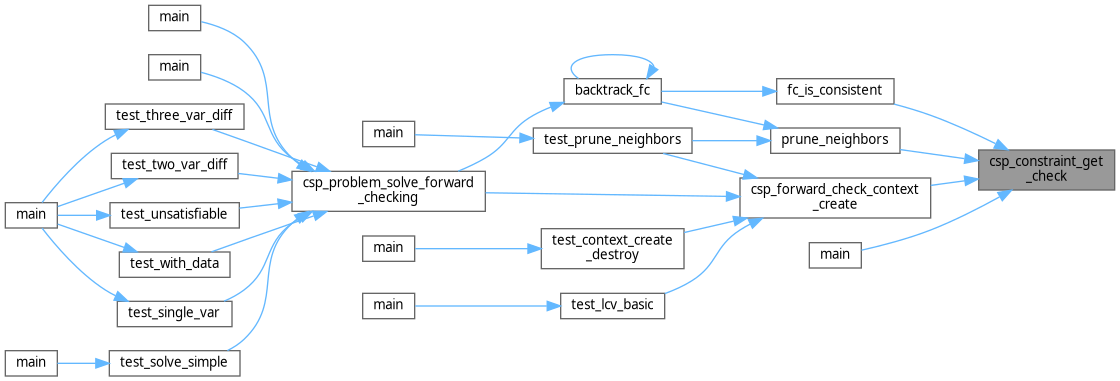 main
main
test_three_var_diff
test_two_var_diff
main
test_unsatisfiable
test_with_data
test_single_var
main
test_solve_simple
csp_problem_solve_forward
_checking
main
main
main
backtrack_fc
test_prune_neighbors
test_context_create
_destroy
test_lcv_basic
fc_is_consistent
prune_neighbors
csp_forward_check_context
_create
main
csp_constraint_get
_check